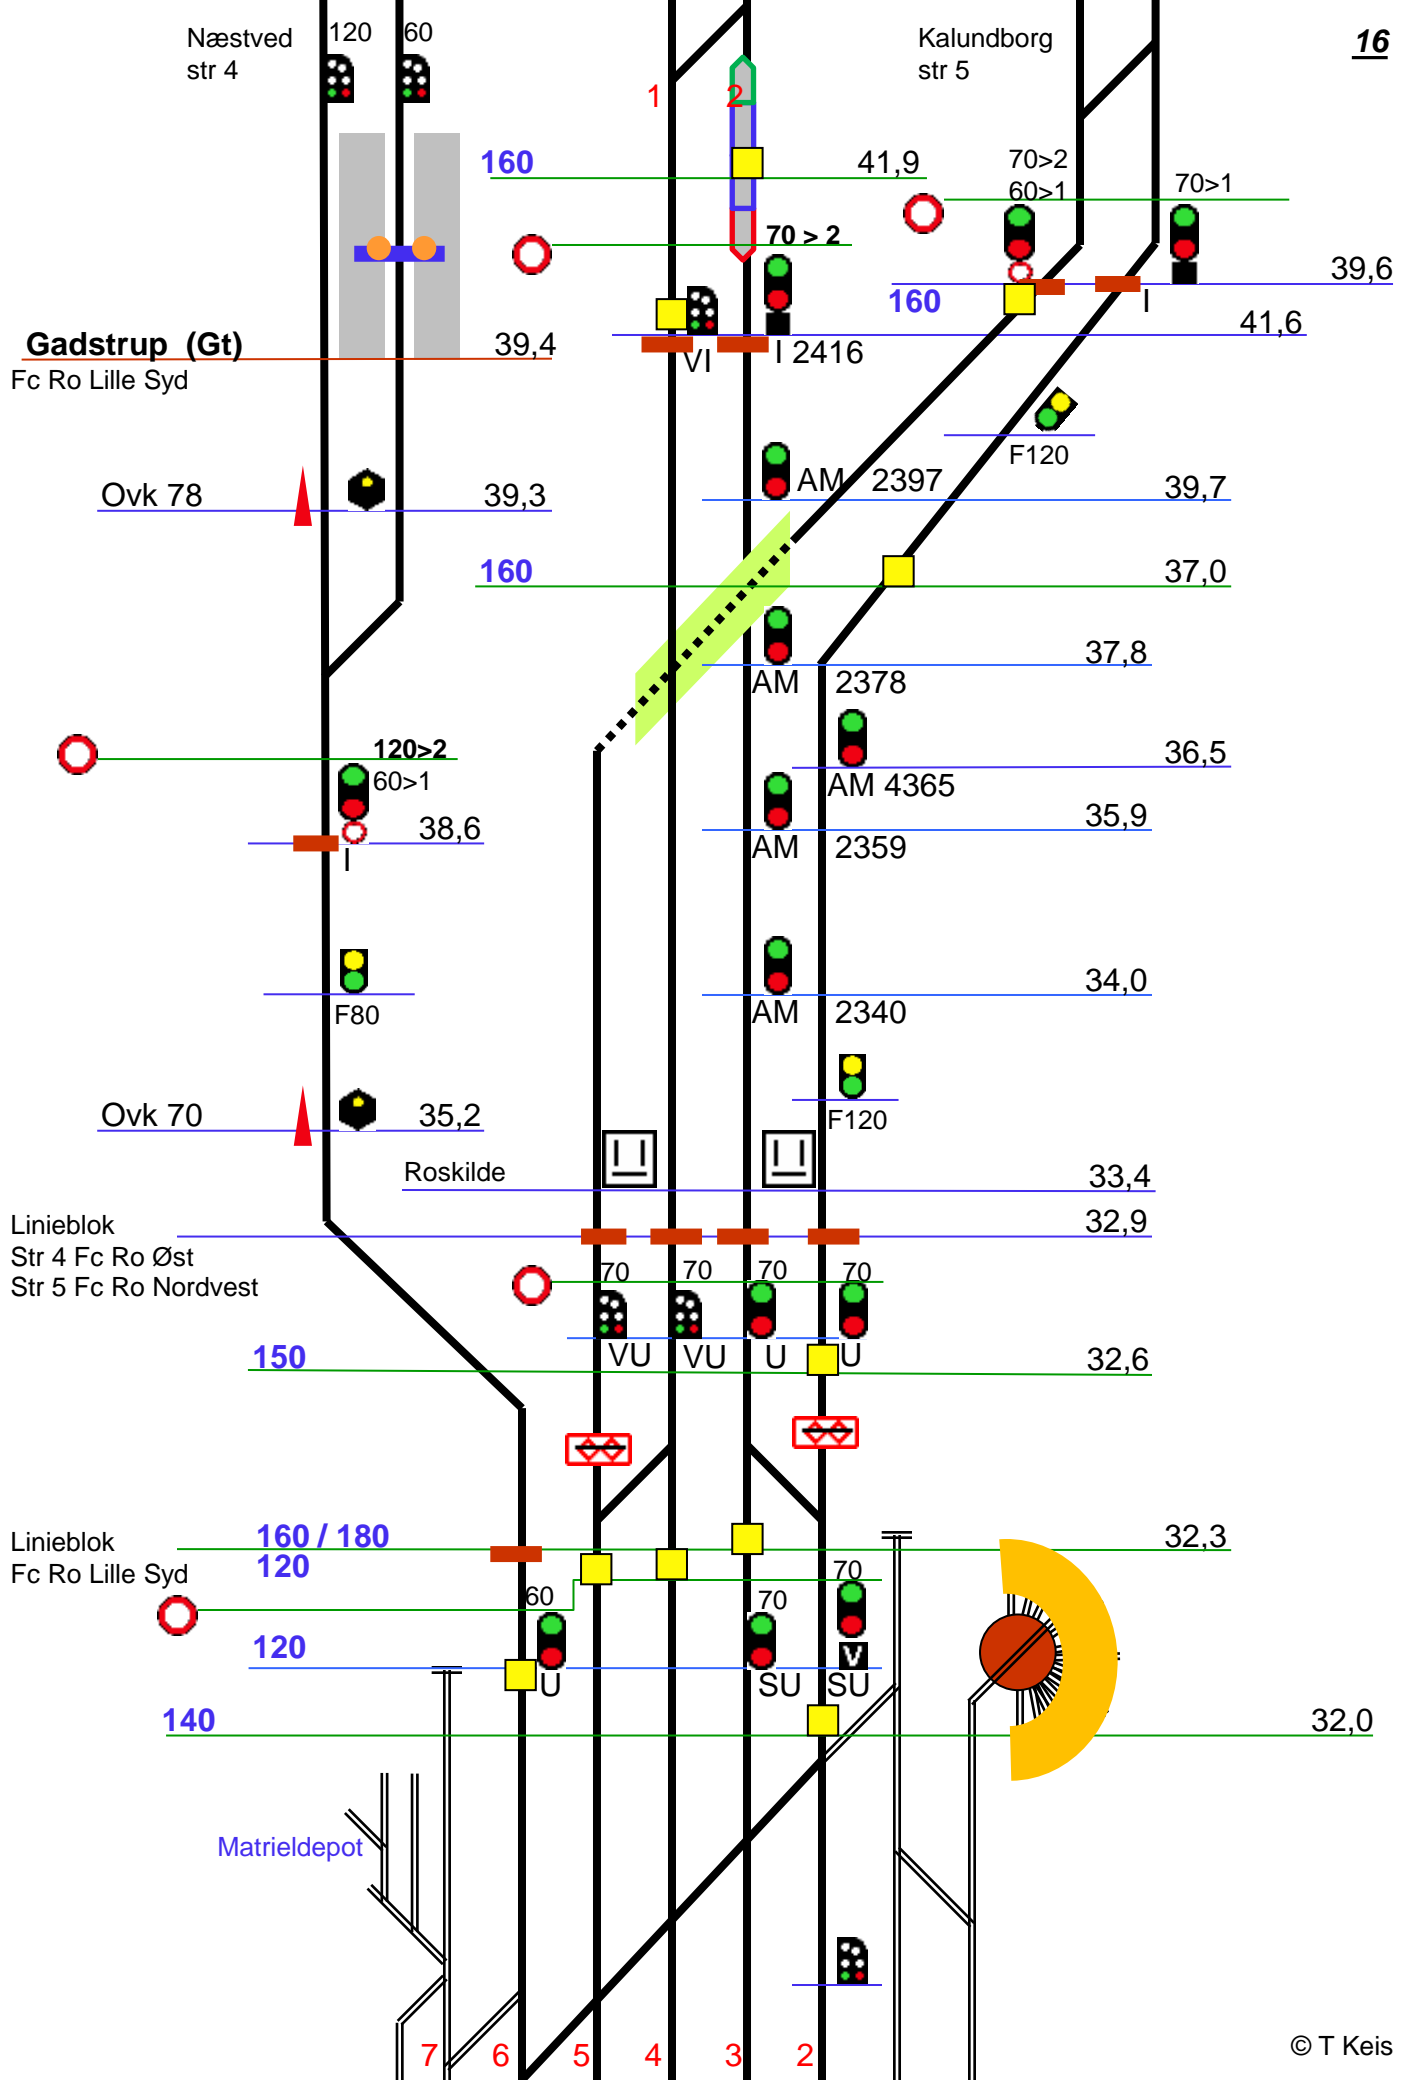 Næstved
str 4
120
60
Kalundborg
str 5
16
1
2
160
41,9
70>2
60>1
70>1
70 > 2
39,6
160
I
41,6
Gadstrup (Gt)
39,4
Fc Ro Lille Syd
VI
I 2416
F120
AM 2397
39,7
Ovk 78
39,3
160
37,0
37,8
AM 2378
120>2
60>1
36,5
AM 4365
35,9
38,6
I
AM 2359
34,0
F80
AM 2340
Ovk 70
35,2
F120
Roskilde
33,4
Linieblok
32,9
Str 4 Fc Ro Øst
Str 5 Fc Ro Nordvest
70
70
70
70
VU
VU
U
U
150
32,6
Linieblok
160 / 180
32,3
Fc Ro Lille Syd
120
60
70
70
120
V
U
SU
SU
140
32,0
Matrieldepot
7
6
5
4
3
2
© T Keis